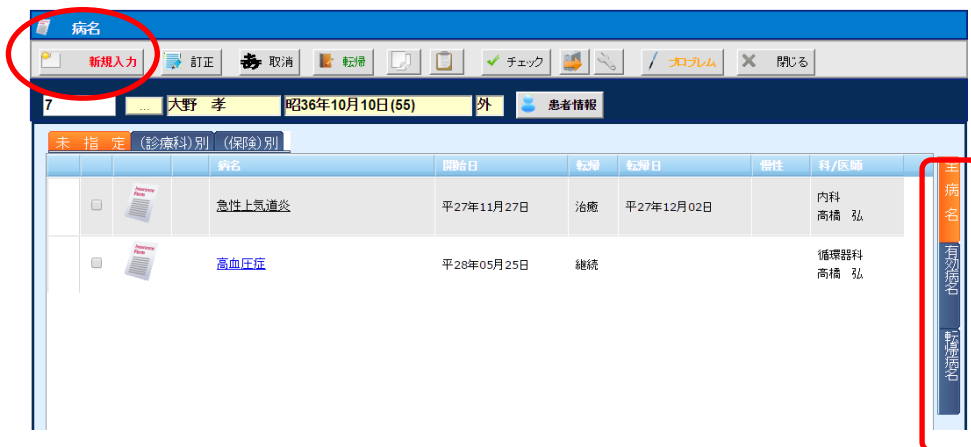 病名
新規入力 訂正 取消 転帰 チェック プロブレム 閉じる
7 ... 大野 孝 昭36年10月10日(55) 外 患者情報
未 指 定 (診療科)別 (保険)別
病名 開始日 転帰 転帰日 慢性 科/医師
急性上気道炎 平27年11月27日 治癒 平27年12月02日 内科
高橋 弘
高血圧症 平28年05月25日 継続 循環器科
高橋 弘
全病名
有効病名
転帰病名